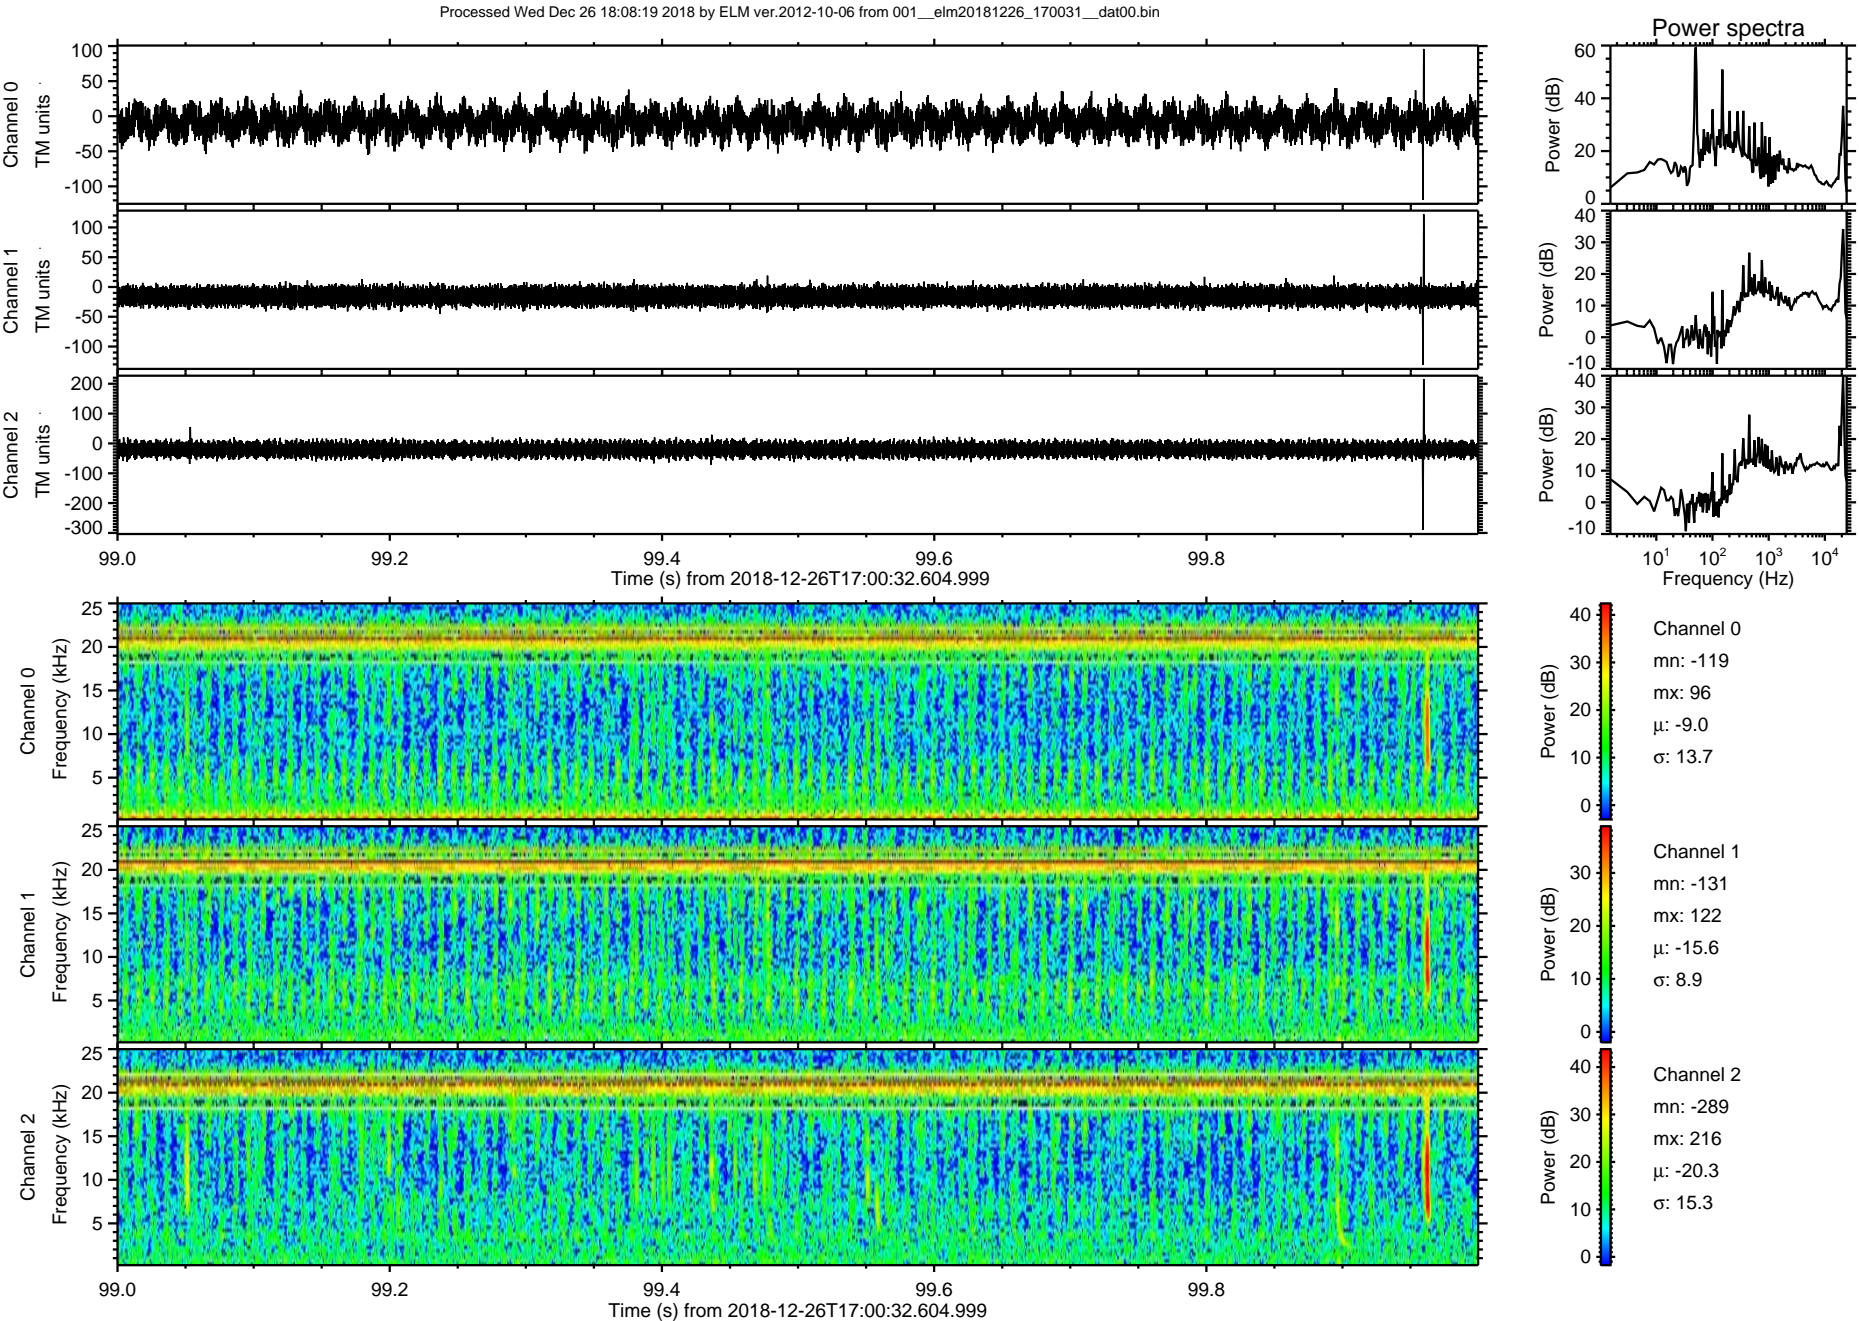 Processed Wed Dec 26 18:08:19 2018 by ELM ver.2012-10-06 from 001__elm20181226_170031__dat00.bin
Power spectra
Channel 0
TM units
100
50
0
-50
-100
Power (dB)
60
40
20
0
Channel 1
TM units
100
50
0
-50
-100
Power (dB)
40
30
20
10
0
-10
Channel 2
TM units
200
100
0
-100
-200
-300
Power (dB)
40
30
20
10
0
-10
99.0 99.2 99.4 99.6 99.8
Time (s) from 2018-12-26T17:00:32.604.999
10^1 10^2 10^3 10^4
Frequency (Hz)
Channel 0
Frequency (kHz)
25
20
15
10
5
Power (dB)
40
30
20
10
0
Channel 0
mn: -119
mx: 96
μ: -9.0
σ: 13.7
Channel 1
Frequency (kHz)
25
20
15
10
5
Power (dB)
30
20
10
0
Channel 1
mn: -131
mx: 122
μ: -15.6
σ: 8.9
Channel 2
Frequency (kHz)
25
20
15
10
5
Power (dB)
40
30
20
10
0
Channel 2
mn: -289
mx: 216
μ: -20.3
σ: 15.3
99.0 99.2 99.4 99.6 99.8
Time (s) from 2018-12-26T17:00:32.604.999